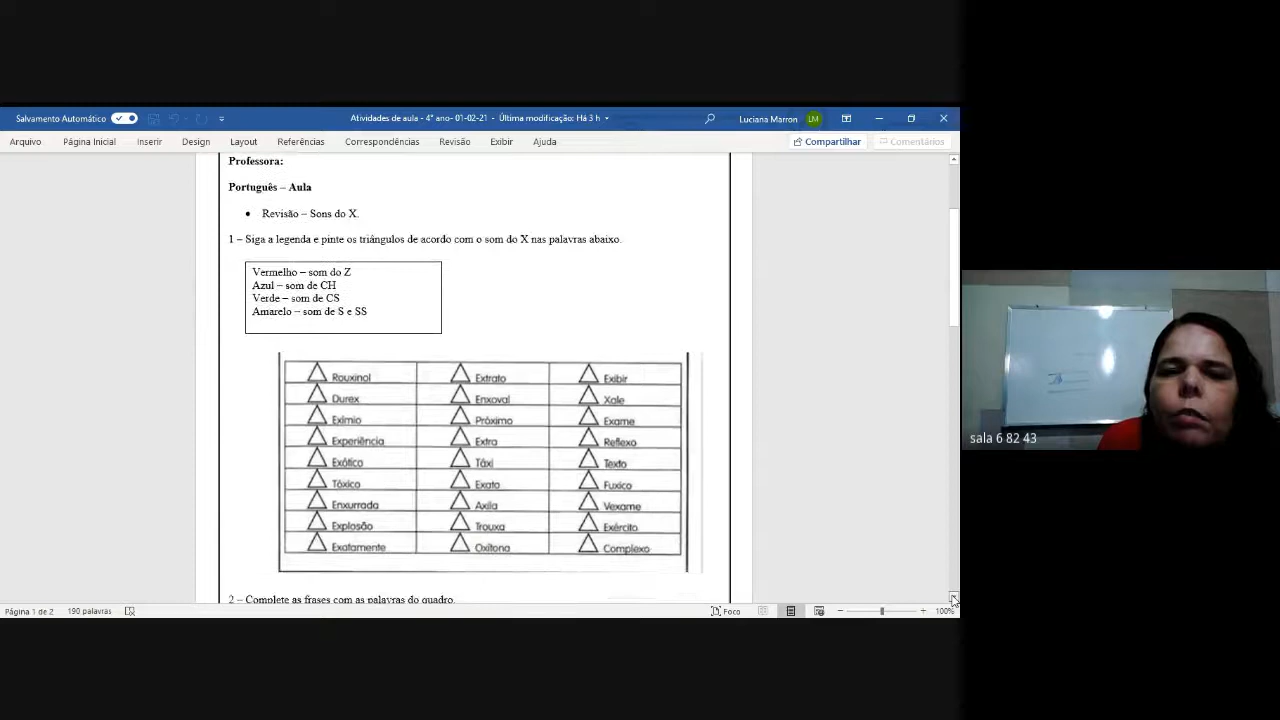 Salvamento Automático
Atividades de aula - 4° ano- 01-02-21 - Última modificação: Há 3 h
Luciana Marron LM
Arquivo Página Inicial Inserir Design Layout Referências Correspondências Revisão Exibir Ajuda
Compartilhar Comentários
Professora:
Português – Aula
• Revisão – Sons do X.
1 – Siga a legenda e pinte os triângulos de acordo com o som do X nas palavras abaixo.
Vermelho – som do Z
Azul – som de CH
Verde – som de CS
Amarelo – som de S e SS
Rouxinol Extrato Exibir
Durex Enxoval Xale
Exímio Próximo Exame
Experiência Extra Reflexo
Exótico Táxi Texto
Tóxico Exato Fuxico
Enxurrada Axila Vexame
Explosão Trouxa Exército
Exatamente Oxítona Complexo
2 – Complete as frases com as palavras do quadro.
Página 1 de 2 190 palavras
Foco
100%
sala 6 82 43